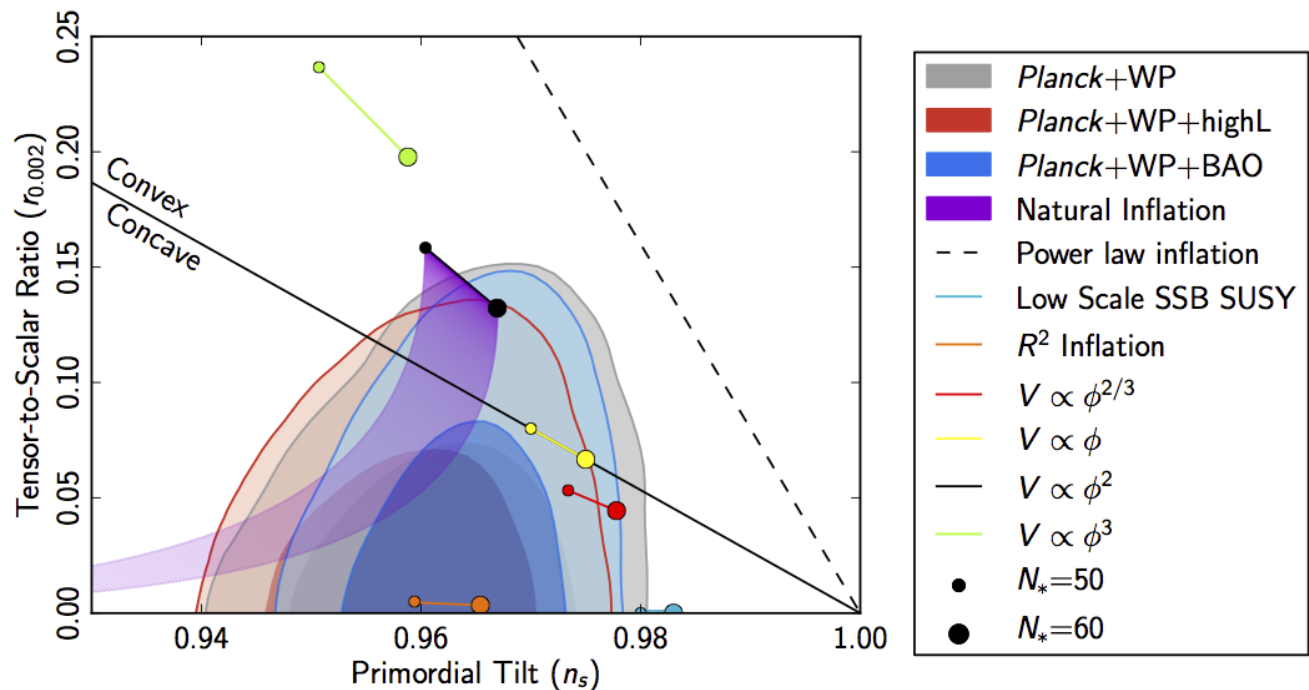 0.25
0.20
0.15
0.10
0.05
0.00
Tensor-to-Scalar Ratio (r₀.₀₀₂)
Convex
Concave
0.94
0.96
0.98
1.00
Primordial Tilt (nₛ)
Planck+WP
Planck+WP+highL
Planck+WP+BAO
Natural Inflation
Power law inflation
Low Scale SSB SUSY
R² Inflation
V ∝ φ²/³
V ∝ φ
V ∝ φ²
V ∝ φ³
N*=50
N*=60